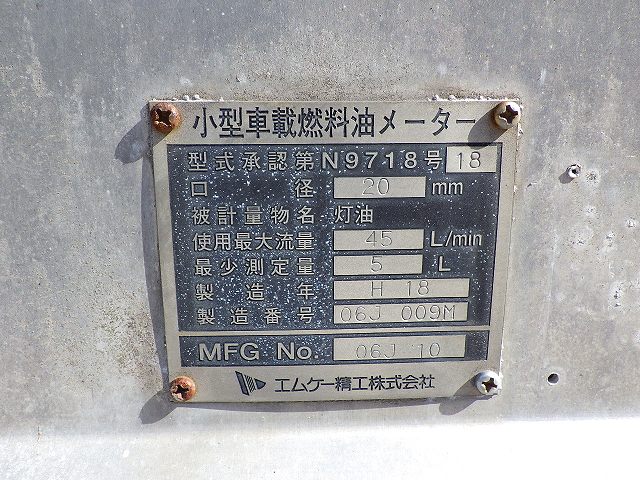 小型車載燃料油メーター
型式承認第N9718号 18
口径 20 mm
被計量物名 灯油
使用最大流量 45 L/min
最少測定量 5 L
製造年 H 18
製造番号 06J 009M
MFG No. 06J 10
エムケー精工株式会社